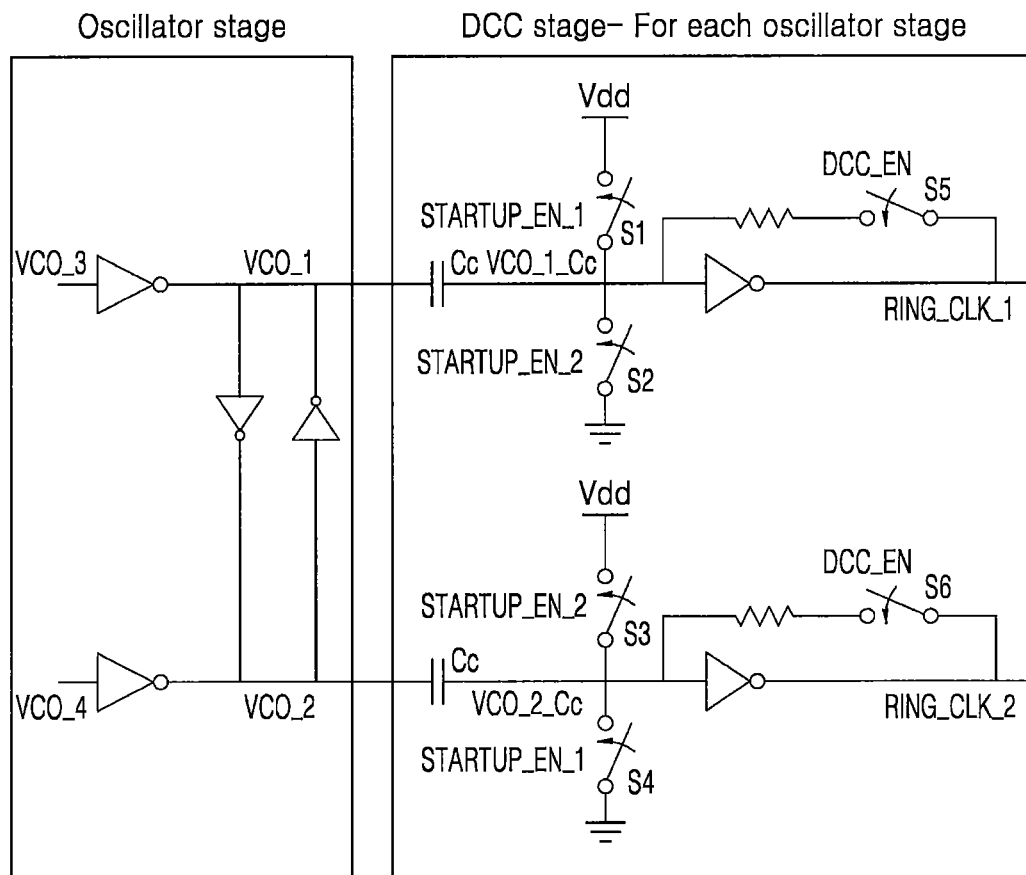 Oscillator stage
DCC stage- For each oscillator stage
Vdd
DCC_EN
S5
STARTUP_EN_1
S1
VCO_3
VCO_1
Cc VCO_1_Cc
RING_CLK_1
STARTUP_EN_2
S2
Vdd
DCC_EN
S6
STARTUP_EN_2
S3
Cc
VCO_4
VCO_2
VCO_2_Cc
RING_CLK_2
STARTUP_EN_1
S4